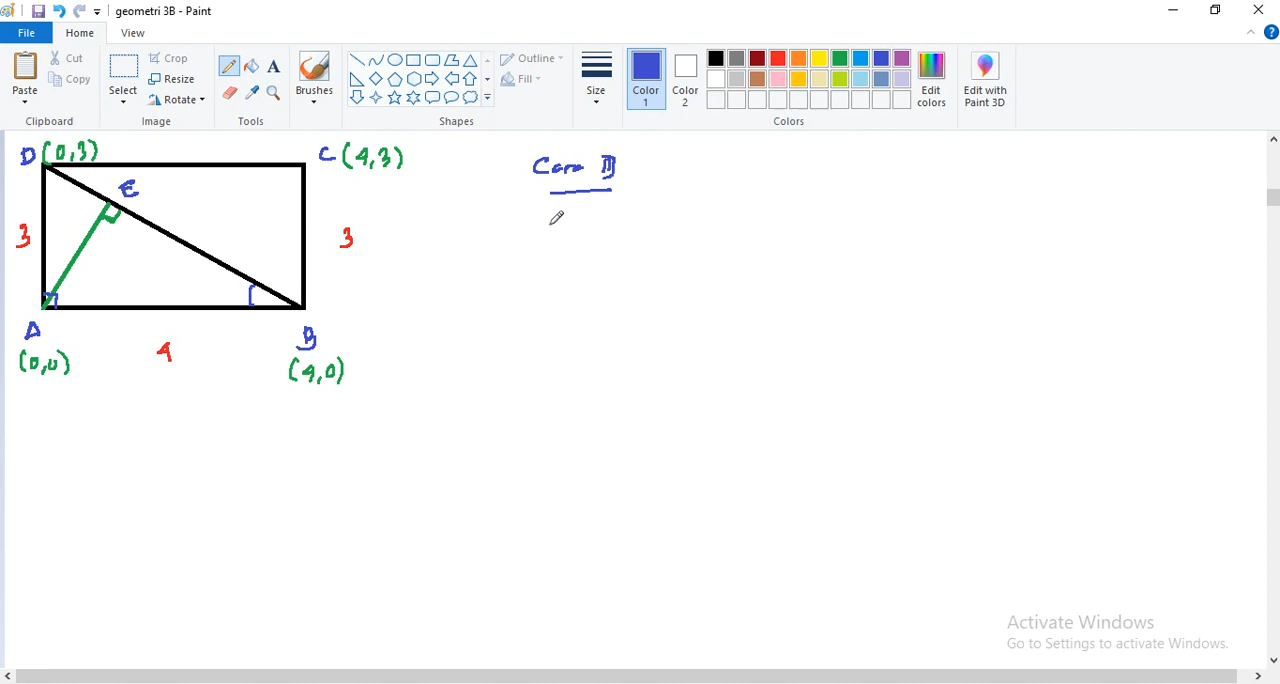 geometri 3B - Paint
File Home View
Paste
Cut
Copy
Clipboard
Select
Crop
Resize
Rotate
Image
Tools
Brushes
Shapes
Outline
Fill
Size
Color 1
Color 2
Edit colors
Colors
Edit with Paint 3D
D (0,3)
C (4,3)
E
3
3
A
(0,0)
4
B
(4,0)
Cara III
Activate Windows
Go to Settings to activate Windows.